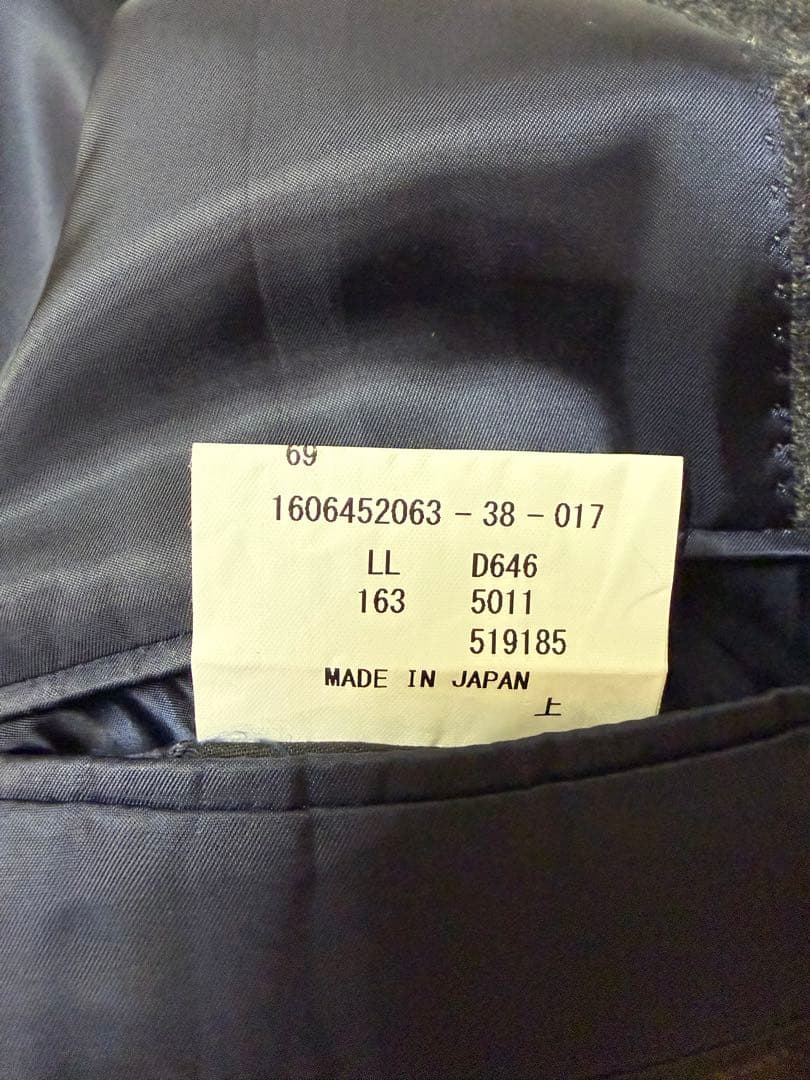 69
1606452063-38-017
LL D646
163 5011
519185
MADE IN JAPAN
上